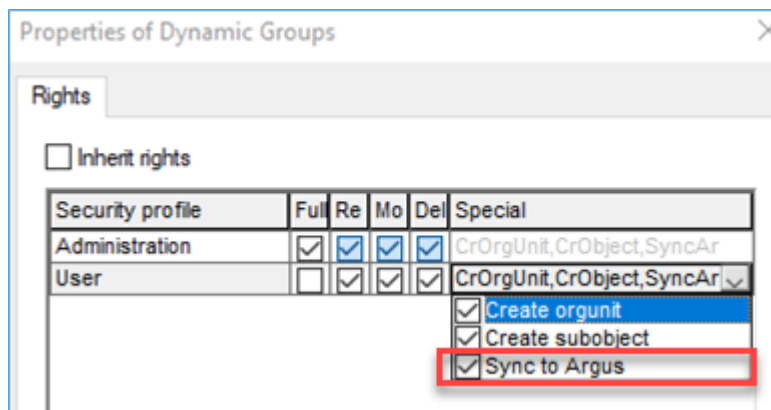 Properties of Dynamic Groups
Rights
Inherit rights
Security profile Full Re Mo Del Special
Administration CrOrgUnit,CrObject,SyncAr
User CrOrgUnit,CrObject,SyncAr
Create orgunit
Create subobject
Sync to Argus